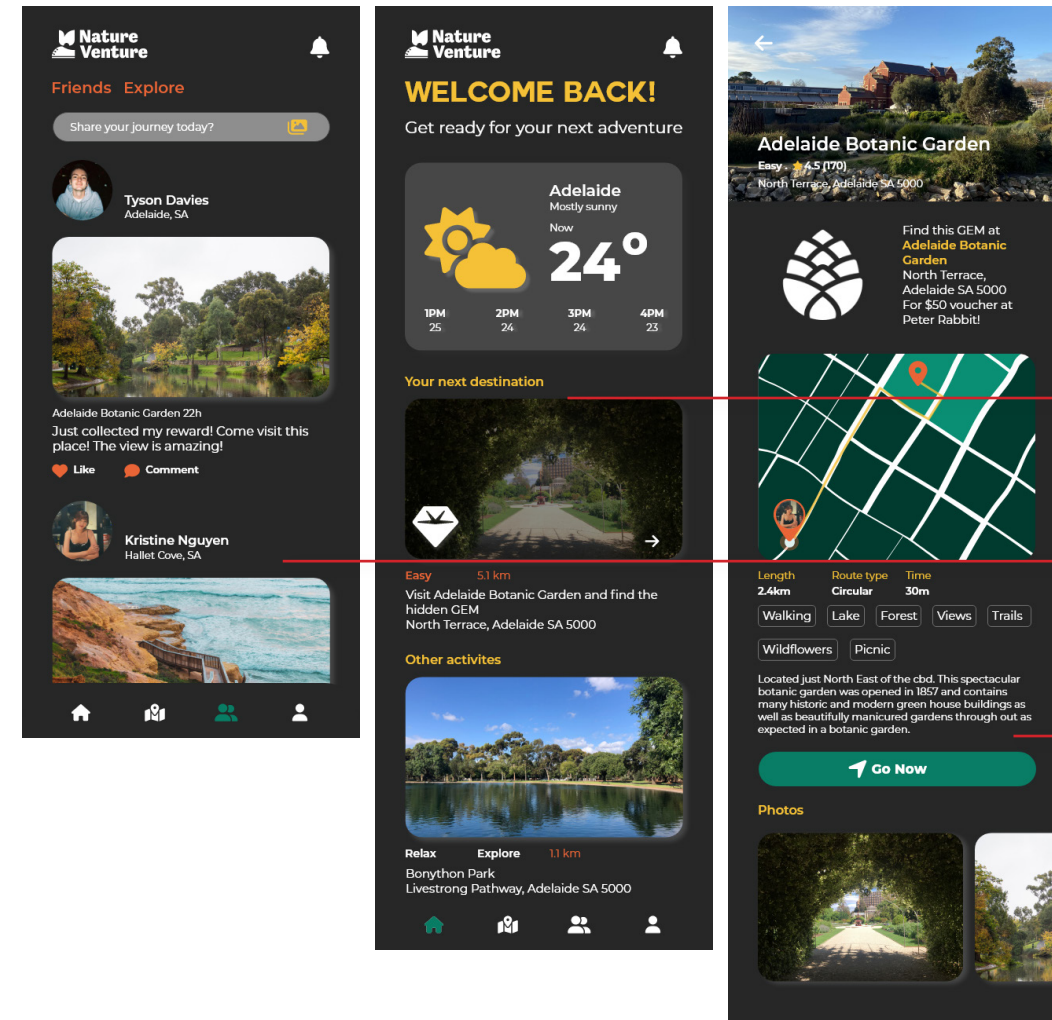 Nature
Venture
Friends Explore
Share your journey today?
Tyson Davies
Adelaide, SA
Adelaide Botanic Garden 22h
Just collected my reward! Come visit this
place! The view is amazing!
Like Comment
Kristine Nguyen
Hallet Cove, SA
Nature
Venture
WELCOME BACK!
Get ready for your next adventure
Adelaide
Mostly sunny
Now
24°
1PM 2PM 3PM 4PM
25 24 24 23
Your next destination
Easy 5.1 km
Visit Adelaide Botanic Garden and find the
hidden GEM
North Terrace, Adelaide SA 5000
Other activites
Relax Explore 1.1 km
Bonython Park
Livestrong Pathway, Adelaide SA 5000
Adelaide Botanic Garden
Easy . 4.5 (170)
North Terrace, Adelaide SA 5000
Find this GEM at
Adelaide Botanic
Garden
North Terrace,
Adelaide SA 5000
For $50 voucher at
Peter Rabbit!
Length Route type Time
2.4km Circular 30m
Walking Lake Forest Views Trails
Wildflowers Picnic
Located just North East of the cbd. This spectacular
botanic garden was opened in 1857 and contains
many historic and modern green house buildings as
well as beautifully manicured gardens through out as
expected in a botanic garden.
Go Now
Photos